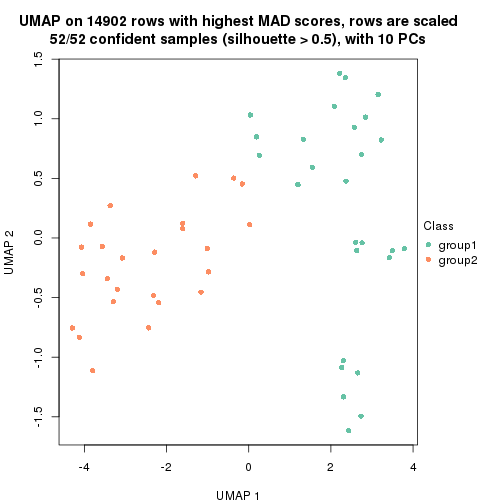 UMAP on 14902 rows with highest MAD scores, rows are scaled
52/52 confident samples (silhouette > 0.5), with 10 PCs
1.5
1.0
0.5
0.0
-0.5
-1.0
-1.5
UMAP 2
-4
-2
0
2
4
UMAP 1
Class
group1
group2